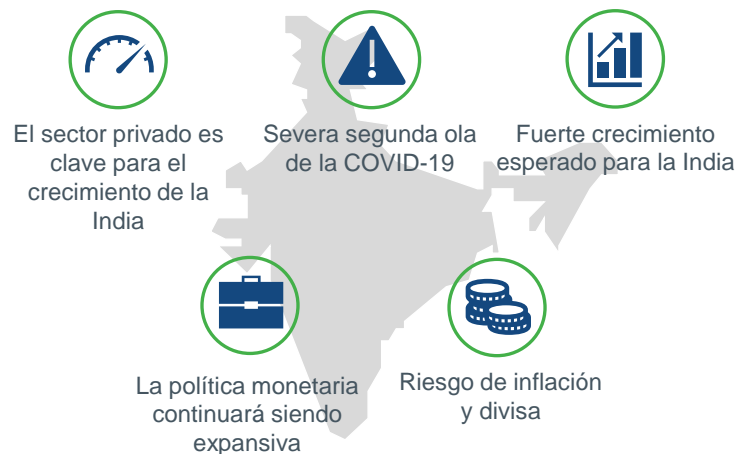 El sector privado es
clave para el
crecimiento de la
India
Severa segunda ola
de la COVID-19
Fuerte crecimiento
esperado para la India
La política monetaria
continuará siendo
expansiva
Riesgo de inflación
y divisa